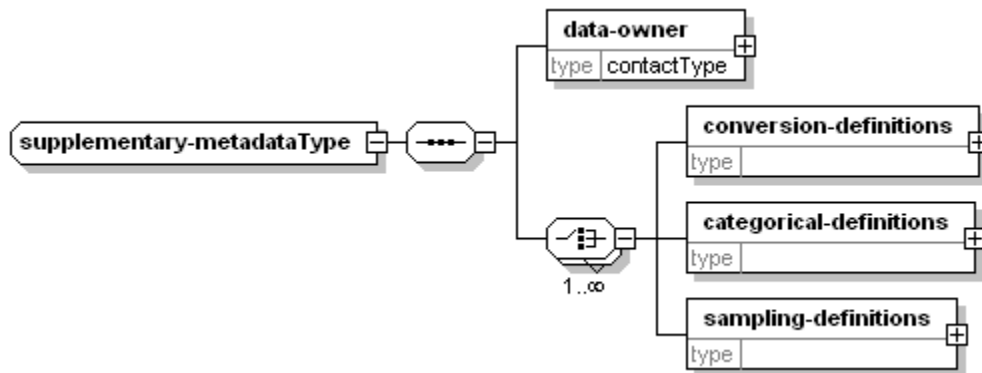 data-owner
type contactType
supplementary-metadataType
conversion-definitions
type
categorical-definitions
type
1..∞
sampling-definitions
type